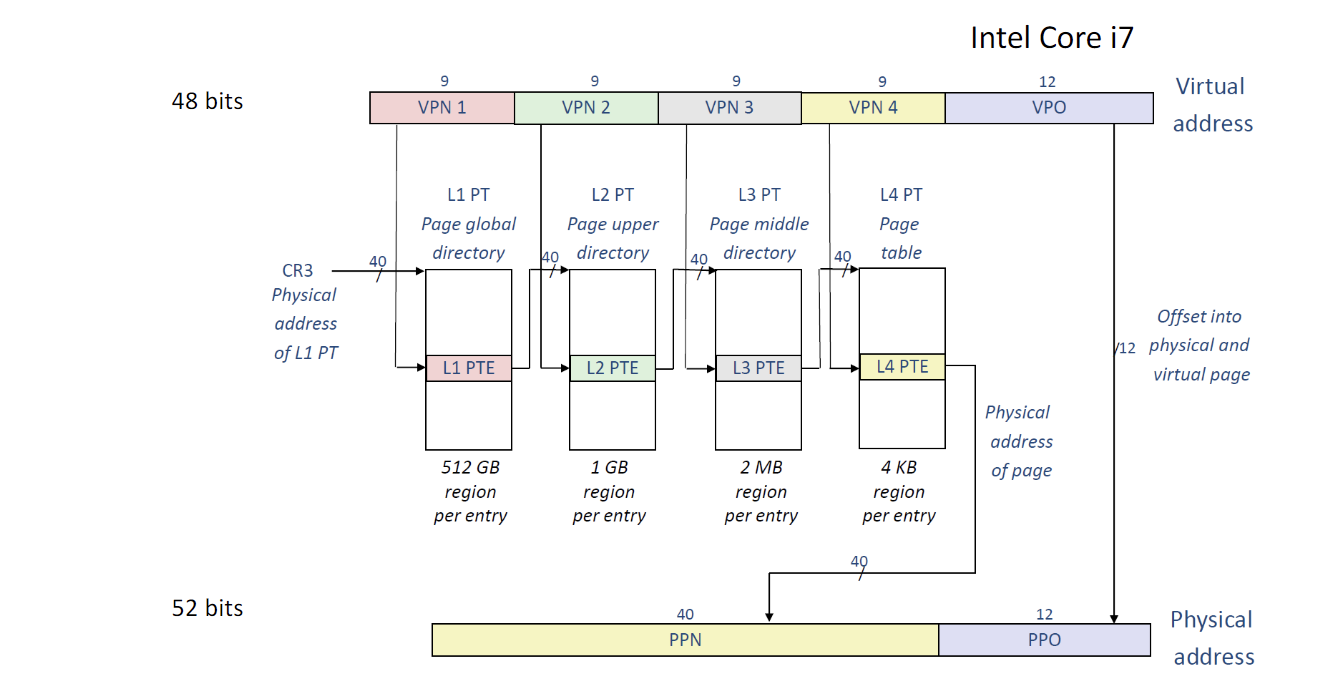 Intel Core i7
48 bits
9 9 9 9 12
VPN 1 VPN 2 VPN 3 VPN 4 VPO
Virtual
address
L1 PT
Page global
directory
L2 PT
Page upper
directory
L3 PT
Page middle
directory
L4 PT
Page
table
CR3
Physical
address
of L1 PT
40 40 40 40
L1 PTE L2 PTE L3 PTE L4 PTE
512 GB
region
per entry
1 GB
region
per entry
2 MB
region
per entry
4 KB
region
per entry
Physical
address
of page
12
Offset into
physical and
virtual page
40
52 bits
40 12
PPN PPO
Physical
address